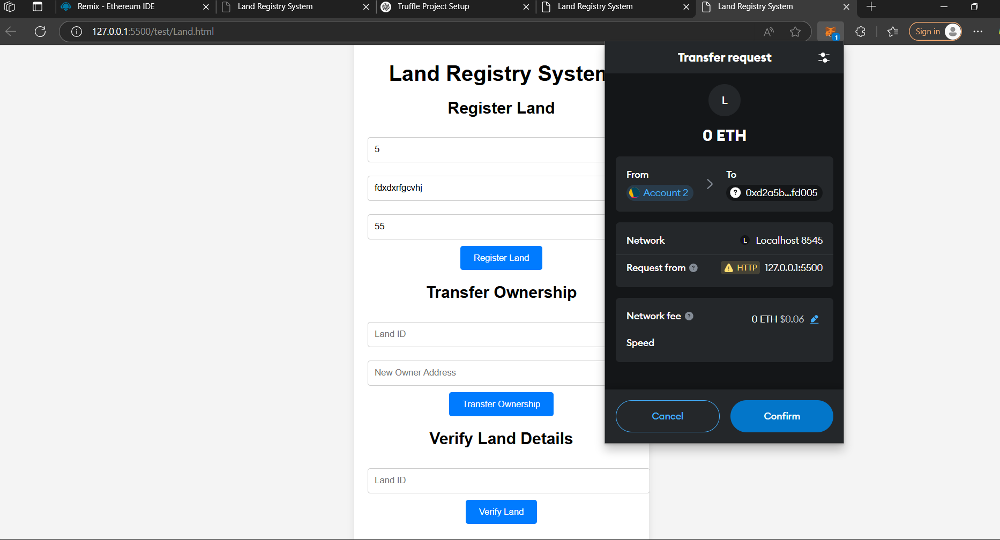 Remix - Ethereum IDE
Land Registry System
Truffle Project Setup
Land Registry System
Land Registry System
127.0.0.1:5500/test/Land.html
A
1
Sign in
Land Registry System
Register Land
5
fdxdxrfgcvhj
55
Register Land
Transfer Ownership
Land ID
New Owner Address
Transfer Ownership
Verify Land Details
Land ID
Verify Land
Transfer request
L
0 ETH
From
To
Account 2
? 0xd2a5b...fd005
Network
L Localhost 8545
Request from ?
HTTP 127.0.0.1:5500
Network fee ?
0 ETH $0.06
Speed
Cancel
Confirm